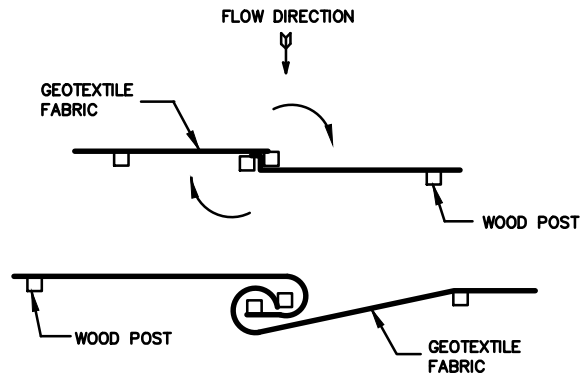 FLOW DIRECTION
GEOTEXTILE
FABRIC
WOOD POST
WOOD POST
GEOTEXTILE
FABRIC